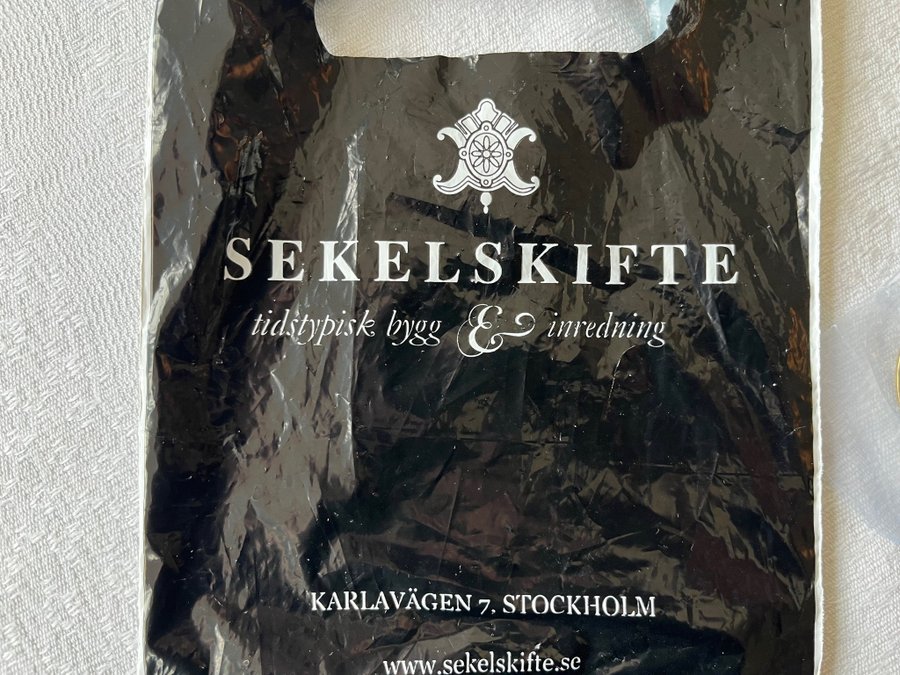 SEKELSKIFTE
tidstypisk bygg & inredning
KARLAVÄGEN 7, STOCKHOLM
www.sekelskifte.se